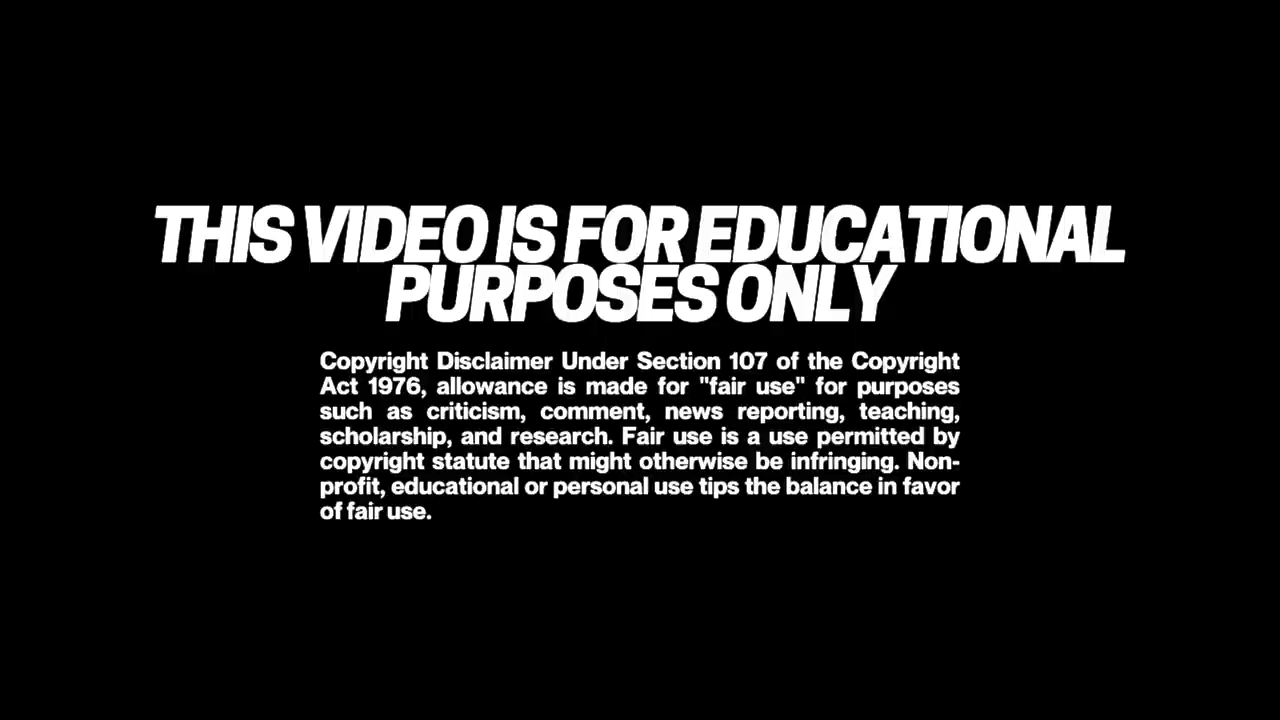 THIS VIDEO IS FOR EDUCATIONAL
PURPOSES ONLY
Copyright Disclaimer Under Section 107 of the Copyright
Act 1976, allowance is made for "fair use" for purposes
such as criticism, comment, news reporting, teaching,
scholarship, and research. Fair use is a use permitted by
copyright statute that might otherwise be infringing. Non-
profit, educational or personal use tips the balance in favor
of fair use.